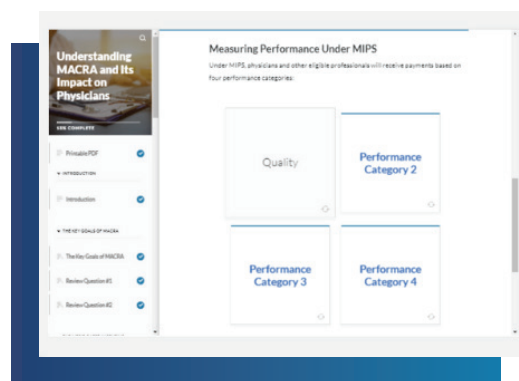 Understanding
MACRA and Its
Impact on
Physicians
COMPLETE
Printable PDF
INTRODUCTION
Introduction
THE KEY GOALS OF MACRA
The Key Goals of MACRA
Review Question #1
Review Question #2
Measuring Performance Under MIPS
Under MIPS, physicians and other eligible professionals will receive payments based on
four performance categories:
Quality
Performance
Category 2
Performance
Category 3
Performance
Category 4